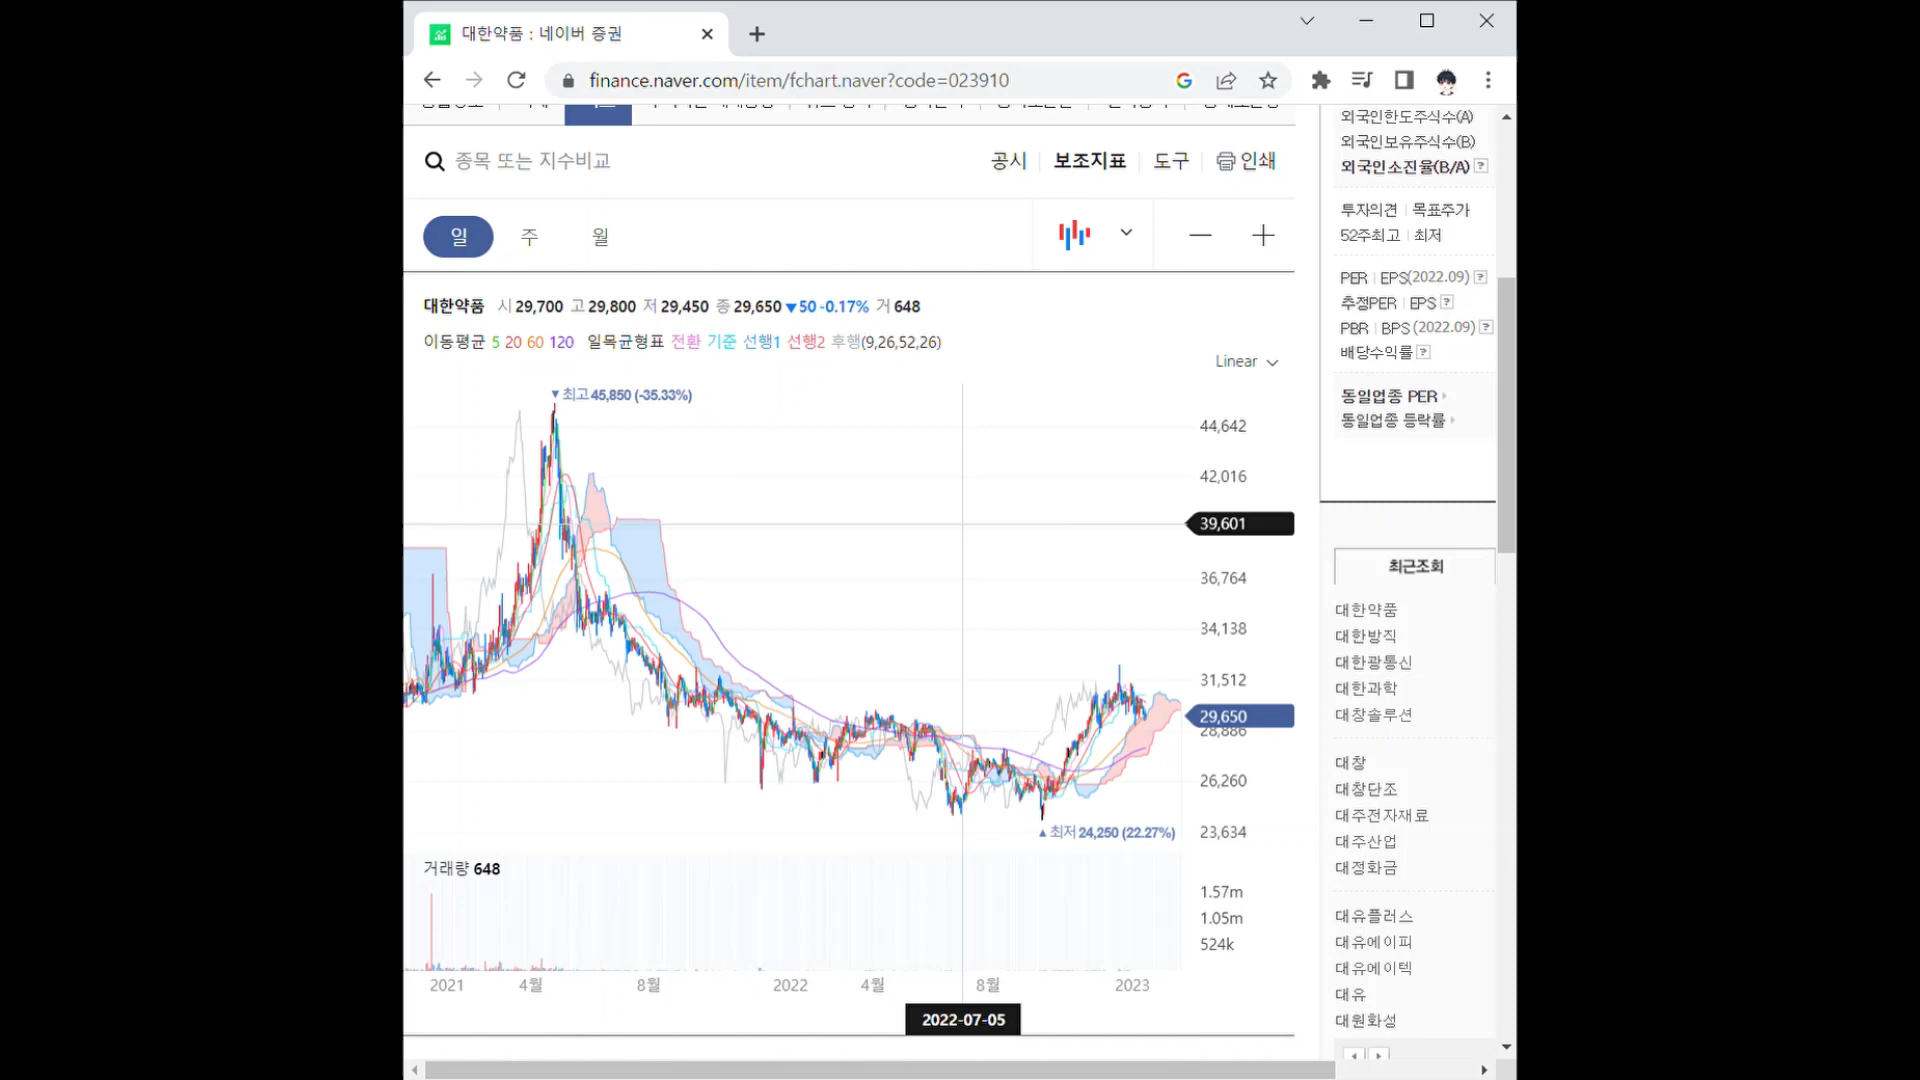 대한약품 : 네이버 증권
finance.naver.com/item/fchart.naver?code=023910
종목 또는 지수비교
공시 보조지표 도구 인쇄
일 주 월
대한약품 시 29,700 고 29,800 저 29,450 종 29,650 ▼50 -0.17% 거 648
이동평균 5 20 60 120 일목균형표 전환 기준 선행1 선행2 후행(9,26,52,26)
Linear
▼최고 45,850 (-35.33%)
44,642
42,016
39,601
36,764
34,138
31,512
29,650
28,886
26,260
23,634
▲최저 24,250 (22.27%)
거래량 648
1.57m
1.05m
524k
2021 4월 8월 2022 4월 8월 2023
2022-07-05
외국인한도주식수(A)
외국인보유주식수(B)
외국인소진율(B/A) ?
투자의견 | 목표주가
52주최고 | 최저
PER | EPS(2022.09) ?
추정PER | EPS ?
PBR | BPS (2022.09) ?
배당수익률 ?
동일업종 PER
동일업종 등락률
최근조회
대한약품
대한방직
대한광통신
대한과학
대창솔루션
대창
대창단조
대주전자재료
대주산업
대정화금
대유플러스
대유에이피
대유에이텍
대유
대원화성